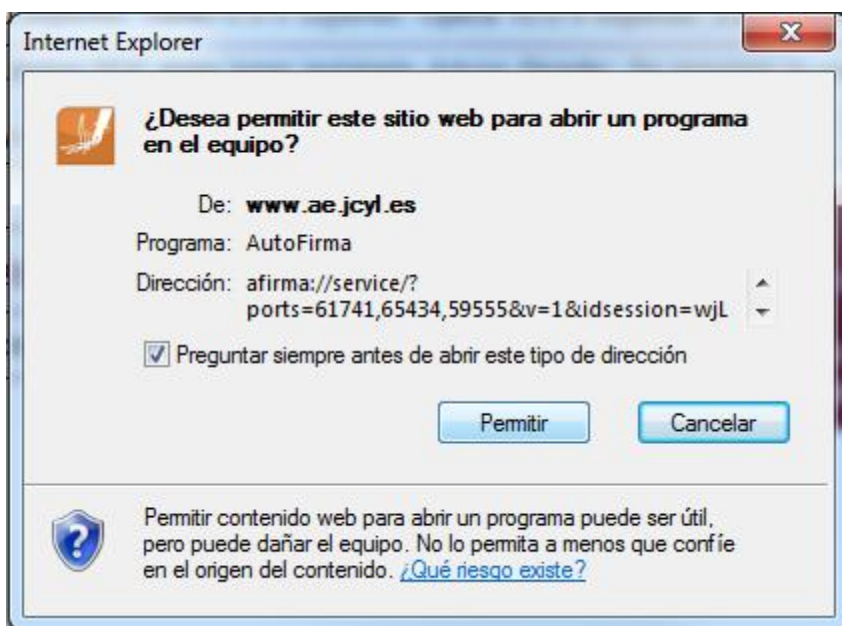 Internet Explorer
¿Desea permitir este sitio web para abrir un programa
en el equipo?
De: www.ae.jcyl.es
Programa: AutoFirma
Dirección: afirma://service/?
ports=61741,65434,59555&v=1&idsession=wjL
Preguntar siempre antes de abrir este tipo de dirección
Permitir Cancelar
Permitir contenido web para abrir un programa puede ser útil,
pero puede dañar el equipo. No lo permita a menos que confíe
en el origen del contenido. ¿Qué riesgo existe?